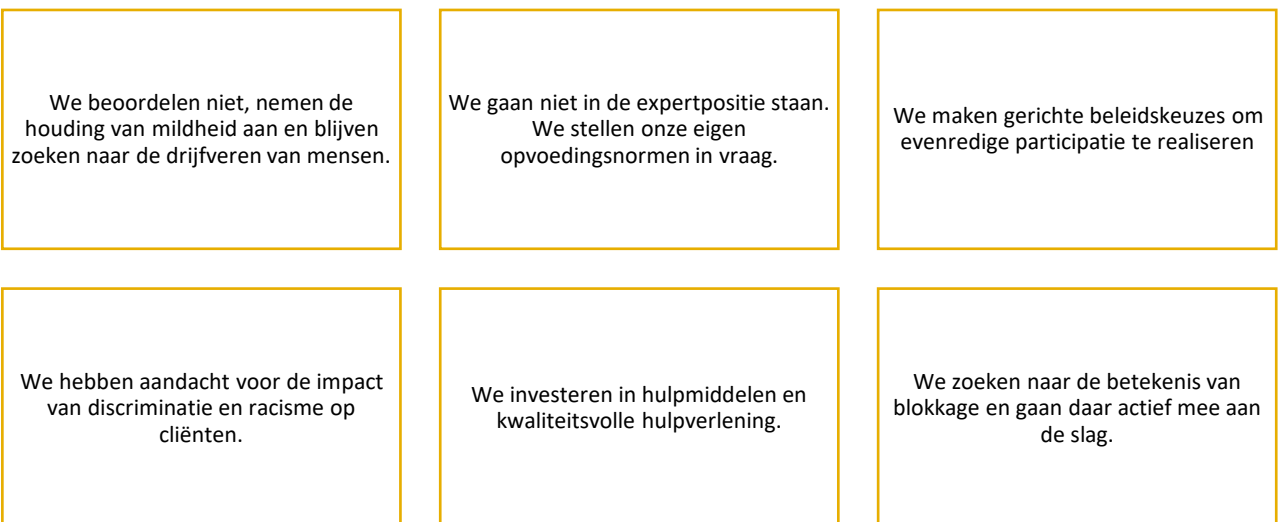 We beoordelen niet, nemen de
houding van mildheid aan en blijven
zoeken naar de drijfveren van mensen.
We gaan niet in de expertpositie staan.
We stellen onze eigen
opvoedingsnormen in vraag.
We maken gerichte beleidskeuzes om
evenredige participatie te realiseren
We hebben aandacht voor de impact
van discriminatie en racisme op
cliënten.
We investeren in hulpmiddelen en
kwaliteitsvolle hulpverlening.
We zoeken naar de betekenis van
blokkage en gaan daar actief mee aan
de slag.